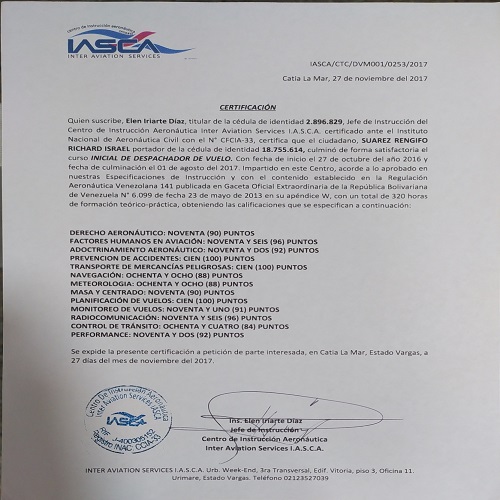 Centro de instrucción aeronáutica
IASCA
INTER AVIATION SERVICES
IASCA/CTC/DVM001/0253/2017
Catia La Mar, 27 de noviembre del 2017
CERTIFICACIÓN
Quien suscribe, Elen Iriarte Díaz, titular de la cédula de identidad 2.896.829, Jefe de Instrucción del
Centro de Instrucción Aeronáutica Inter Aviation Services I.A.S.C.A. certificado ante el Instituto
Nacional de Aeronáutica Civil con el N° CFCIA-33, certifica que el ciudadano, SUAREZ RENGIFO
RICHARD ISRAEL portador de la cédula de identidad 18.755.614, culminó de forma satisfactoria el
curso INICIAL DE DESPACHADOR DE VUELO. Con fecha de inicio el 27 de octubre del año 2016 y
fecha de culminación el 01 de agosto del 2017. Impartido en este Centro, acorde a lo aprobado en
nuestras Especificaciones de Instrucción y con el contenido establecido en la Regulación
Aeronáutica Venezolana 141 publicada en Gaceta Oficial Extraordinaria de la República Bolivariana
de Venezuela N° 6.099 de fecha 23 de mayo de 2013 en su apéndice W, con un total de 320 horas
de formación teórico-práctica, obteniendo las calificaciones que se especifican a continuación:
DERECHO AERONÁUTICO: NOVENTA (90) PUNTOS
FACTORES HUMANOS EN AVIACIÓN: NOVENTA Y SEIS (96) PUNTOS
ADOCTRINAMIENTO AERONÁUTICO: NOVENTA Y DOS (92) PUNTOS
PREVENCION DE ACCIDENTES: CIEN (100) PUNTOS
TRANSPORTE DE MERCANCÍAS PELIGROSAS: CIEN (100) PUNTOS
NAVEGACIÓN: OCHENTA Y OCHO (88) PUNTOS
METEOROLOGIA: OCHENTA Y OCHO (88) PUNTOS
MASA Y CENTRADO: NOVENTA (90) PUNTOS
PLANIFICACIÓN DE VUELOS: CIEN (100) PUNTOS
MONITOREO DE VUELOS: NOVENTA Y UNO (91) PUNTOS
RADIOCOMUNICACIÓN: NOVENTA Y SEIS (96) PUNTOS
CONTROL DE TRÁNSITO: OCHENTA Y CUATRO (84) PUNTOS
PERFORMANCE: NOVENTA Y DOS (92) PUNTOS
Se expide la presente certificación a petición de parte interesada, en Catia La Mar, Estado Vargas, a
27 días del mes de noviembre del 2017.
Centro De Instrucción Aeronáutica
Inter Aviation Services IASCA
IASCA
RIF. J-400305152
Registro INAC. CCIA-33
Ins. Elen Iriarte Díaz
Jefe de Instrucción
Centro de Instrucción Aeronáutica
INTER AVIATION SERVICES I.A.S.C.A.
INTER AVIATION SERVICES I.A.S.C.A. Urb. Week-End, 3ra Transversal, Edif. Vitoria, piso 3, Oficina 11.
Urimare, Estado Vargas. Teléfono 02123527039